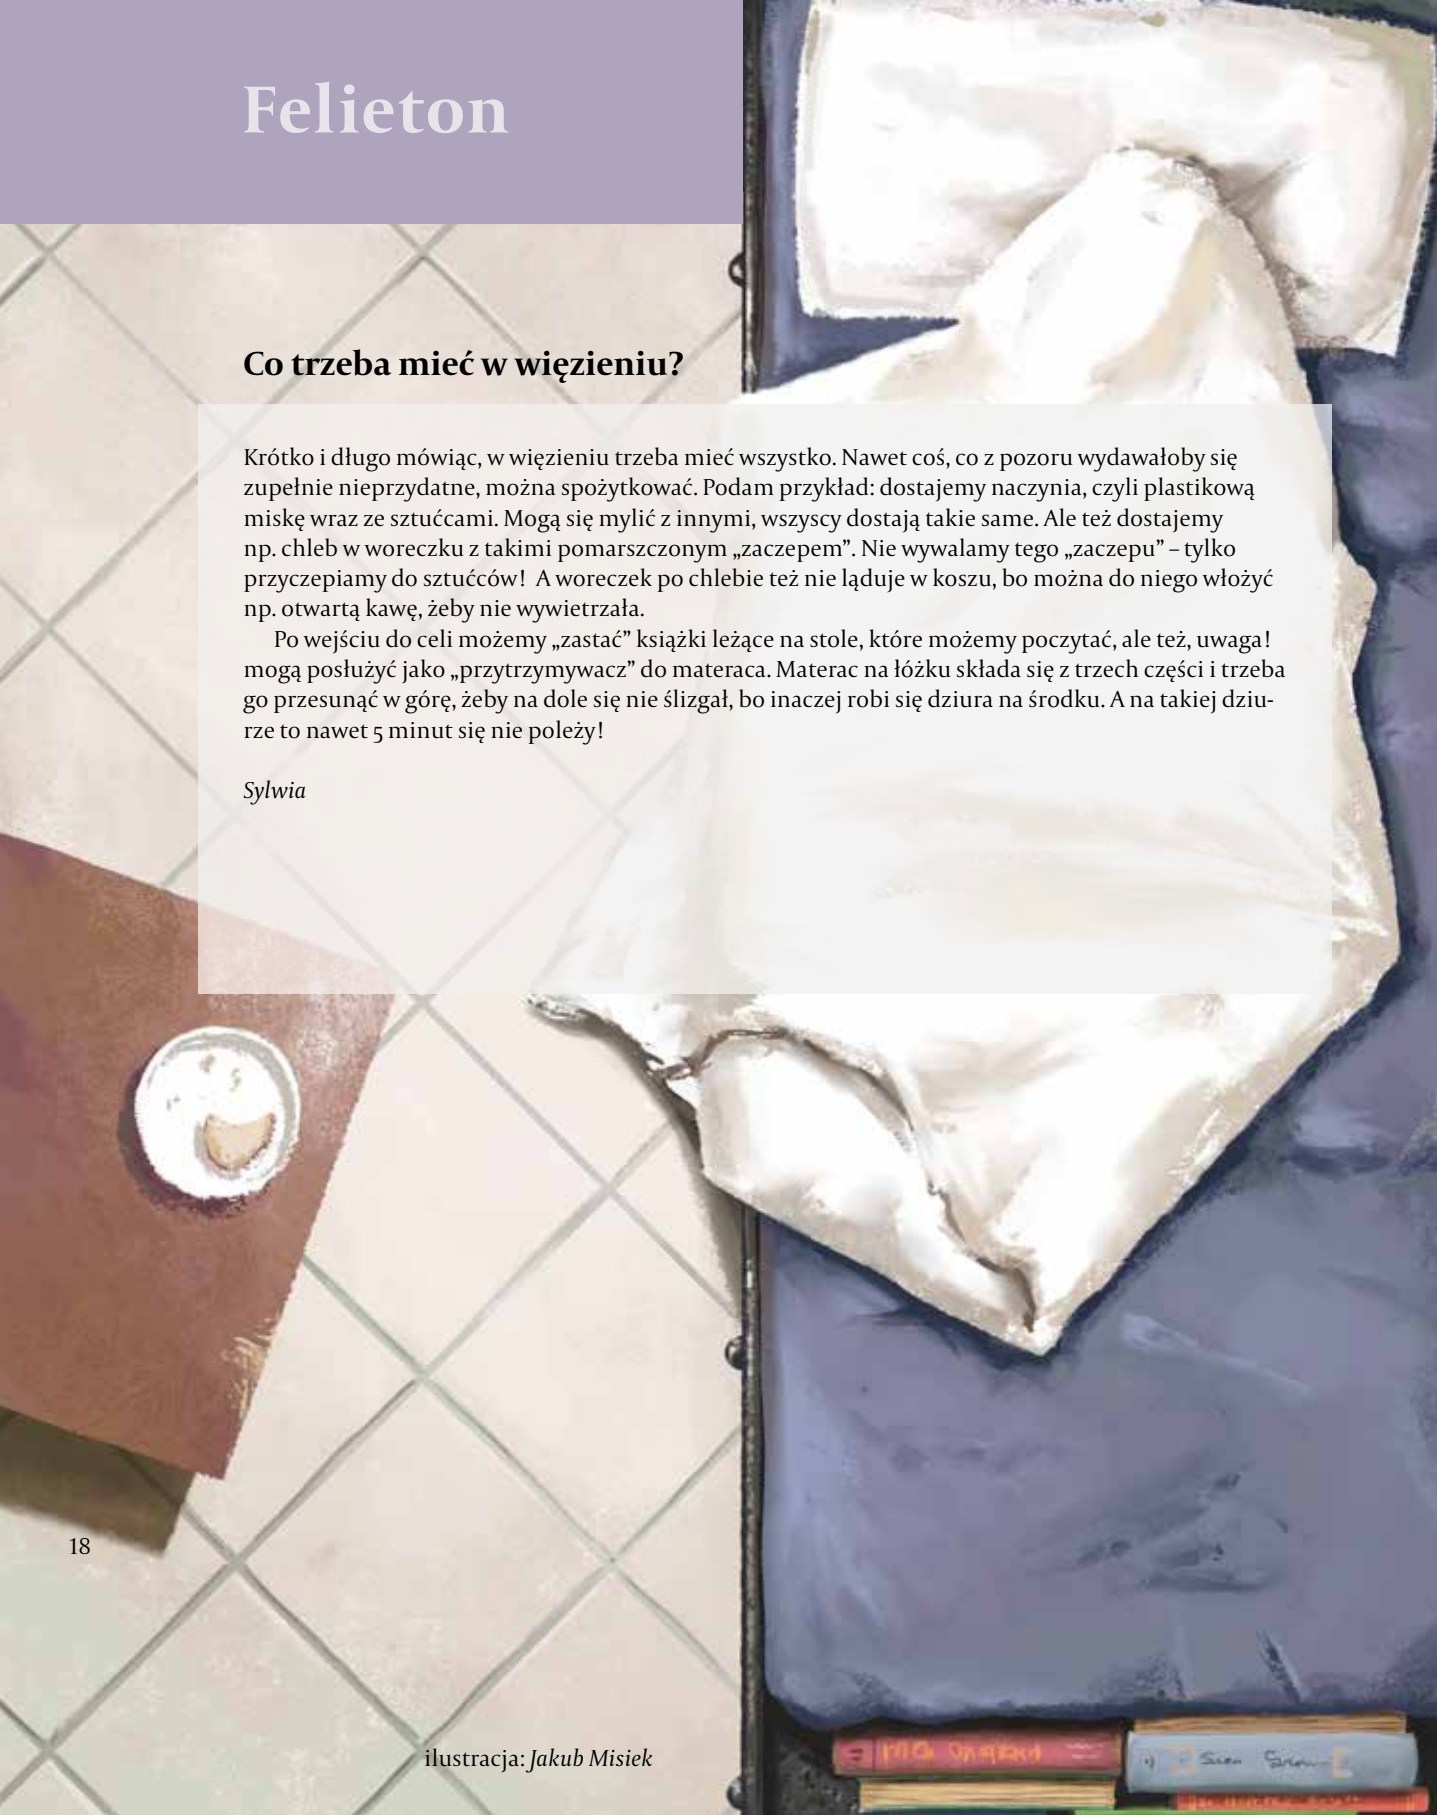 Felieton
Co trzeba mieć w więzieniu?
Krótko i długo mówiąc, w więzieniu trzeba mieć wszystko. Nawet coś, co z pozoru wydawałoby się
zupełnie nieprzydatne, można spożytkować. Podam przykład: dostajemy naczynia, czyli plastikową
miskę wraz ze sztućcami. Mogą się mylić z innymi, wszyscy dostają takie same. Ale też dostajemy
np. chleb w woreczku z takimi pomarszczonym „zaczepem”. Nie wywalamy tego „zaczepu” – tylko
przyczepiamy do sztućców! A woreczek po chlebie też nie ląduje w koszu, bo można do niego włożyć
np. otwartą kawę, żeby nie wywietrzała.
Po wejściu do celi możemy „zastać” książki leżące na stole, które możemy poczytać, ale też, uwaga!
mogą posłużyć jako „przytrzymywacz” do materaca. Materac na łóżku składa się z trzech części i trzeba
go przesunąć w górę, żeby na dole się nie ślizgał, bo inaczej robi się dziura na środku. A na takiej dziu-
rze to nawet 5 minut się nie poleży!
Sylwia
18
ilustracja: Jakub Misiek